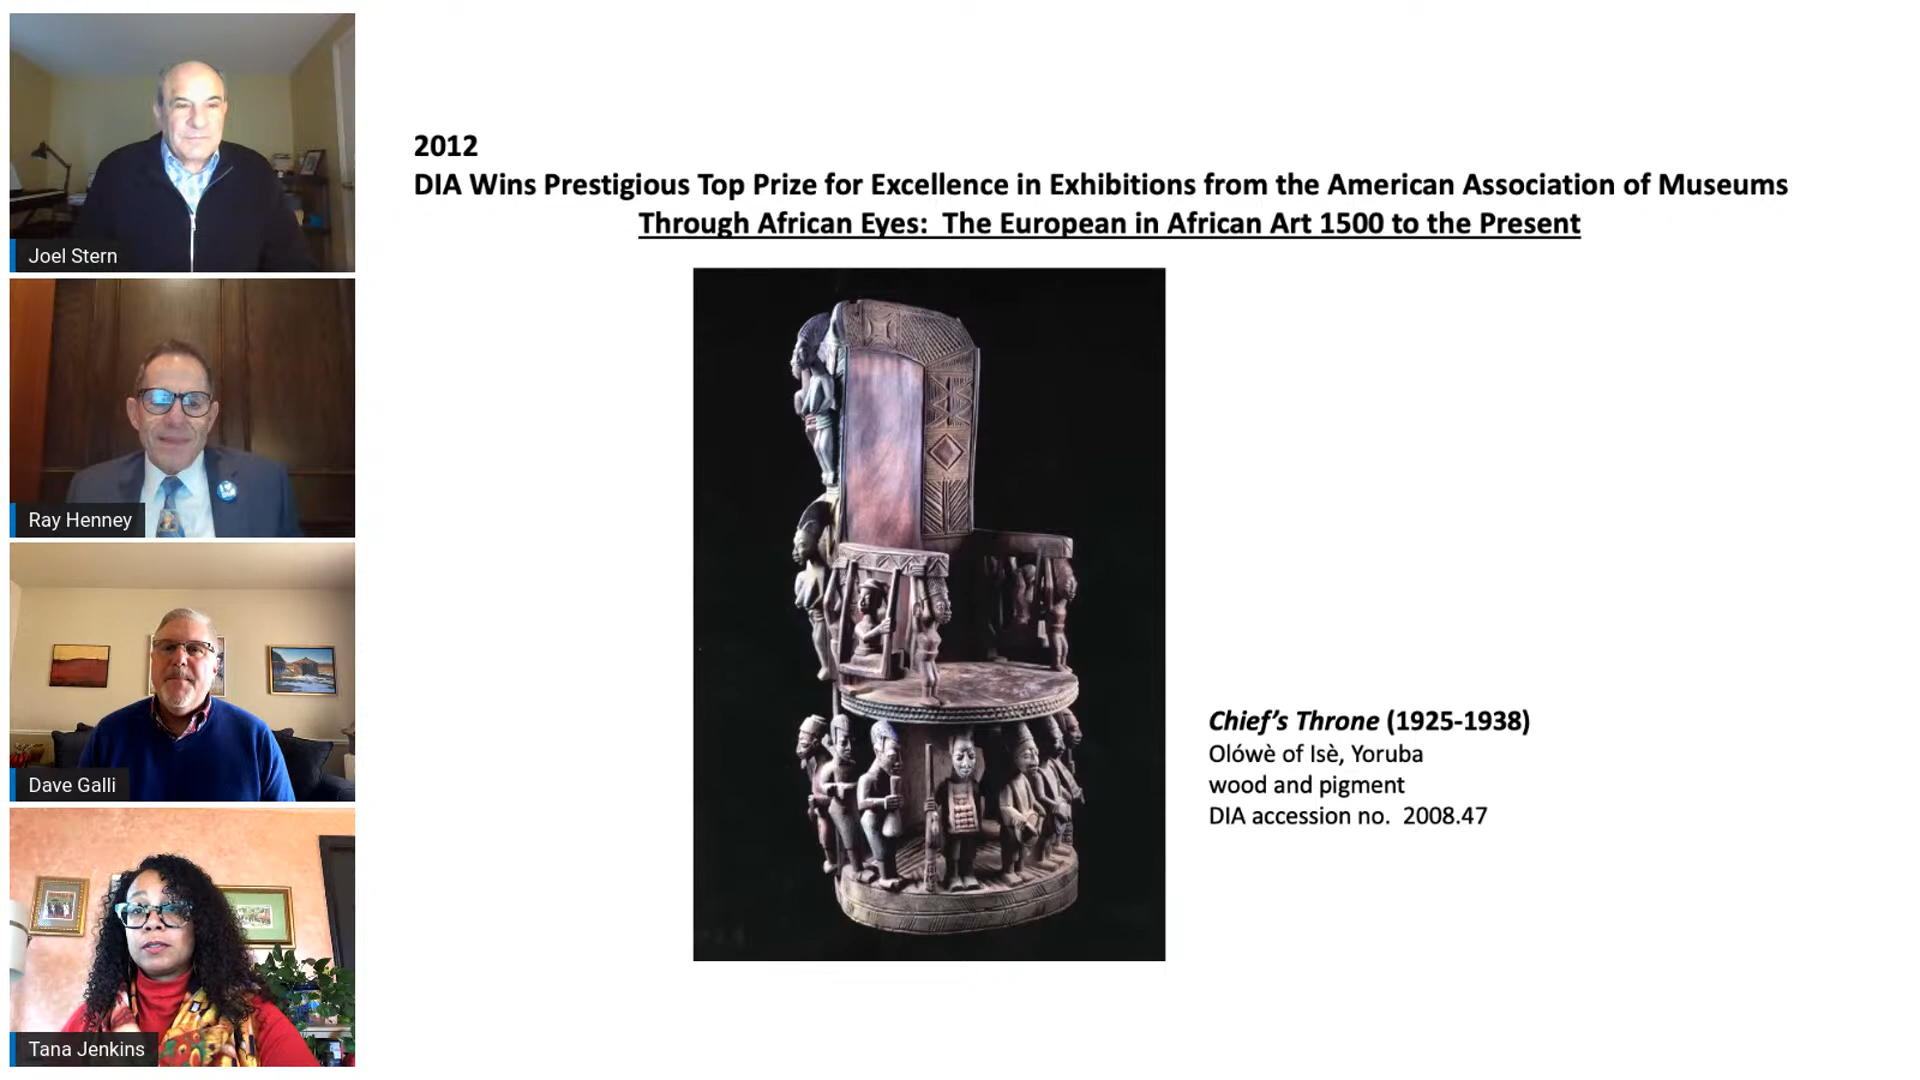 Joel Stern
Ray Henney
Dave Galli
Tana Jenkins
2012
DIA Wins Prestigious Top Prize for Excellence in Exhibitions from the American Association of Museums
Through African Eyes:  The European in African Art 1500 to the Present
Chief’s Throne (1925-1938)
Olówè of Isè, Yoruba
wood and pigment
DIA accession no.  2008.47